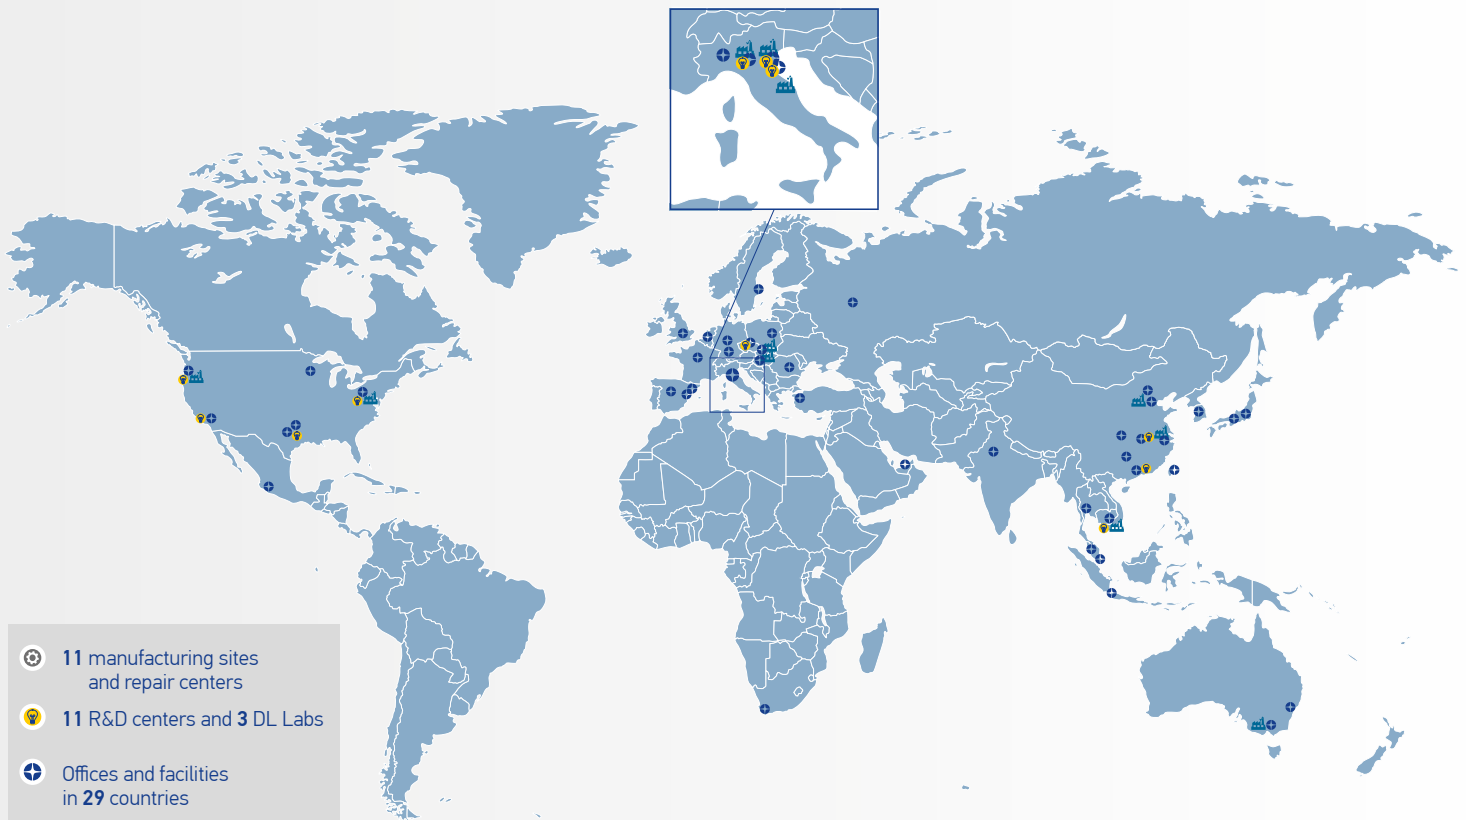 11 manufacturing sites
and repair centers
11 R&D centers and 3 DL Labs
Offices and facilities
in 29 countries